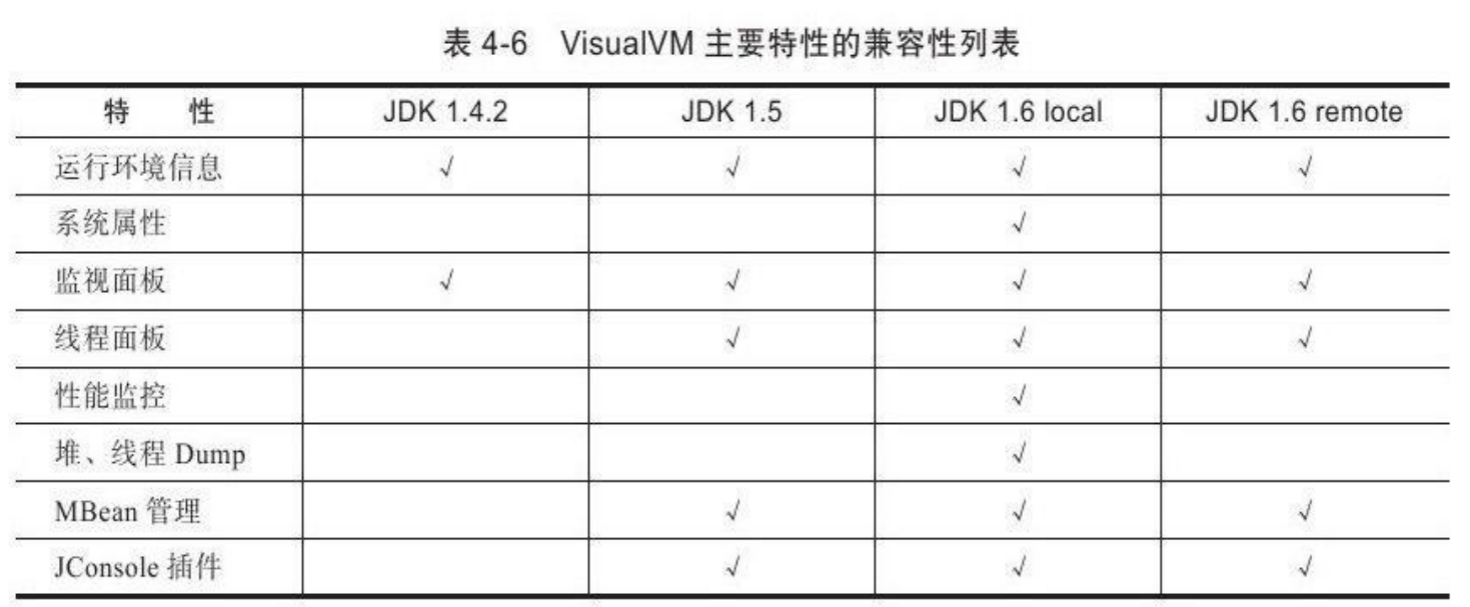 表 4-6 VisualVM 主要特性的兼容性列表
特 性 JDK 1.4.2 JDK 1.5 JDK 1.6 local JDK 1.6 remote
运行环境信息 √ √ √ √
系统属性 √
监视面板 √ √ √ √
线程面板 √ √ √
性能监控 √
堆、线程 Dump √
MBean 管理 √ √ √
JConsole 插件 √ √ √